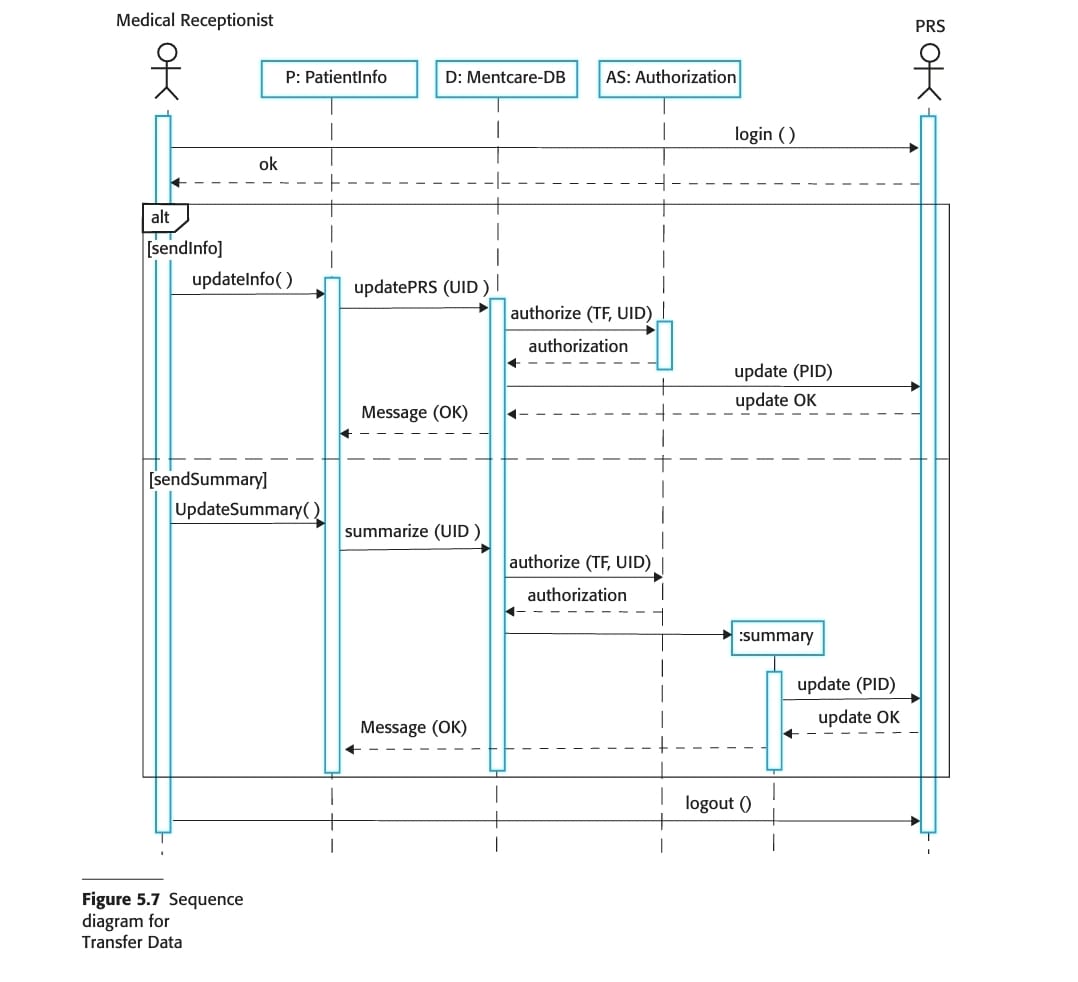 Medical Receptionist
PRS
P: PatientInfo
D: Mentcare-DB
AS: Authorization
login ( )
ok
alt
[sendInfo]
updateInfo( )
updatePRS (UID )
authorize (TF, UID)
authorization
update (PID)
update OK
Message (OK)
[sendSummary]
UpdateSummary( )
summarize (UID )
authorize (TF, UID)
authorization
:summary
update (PID)
update OK
Message (OK)
logout ()
Figure 5.7 Sequence
diagram for
Transfer Data